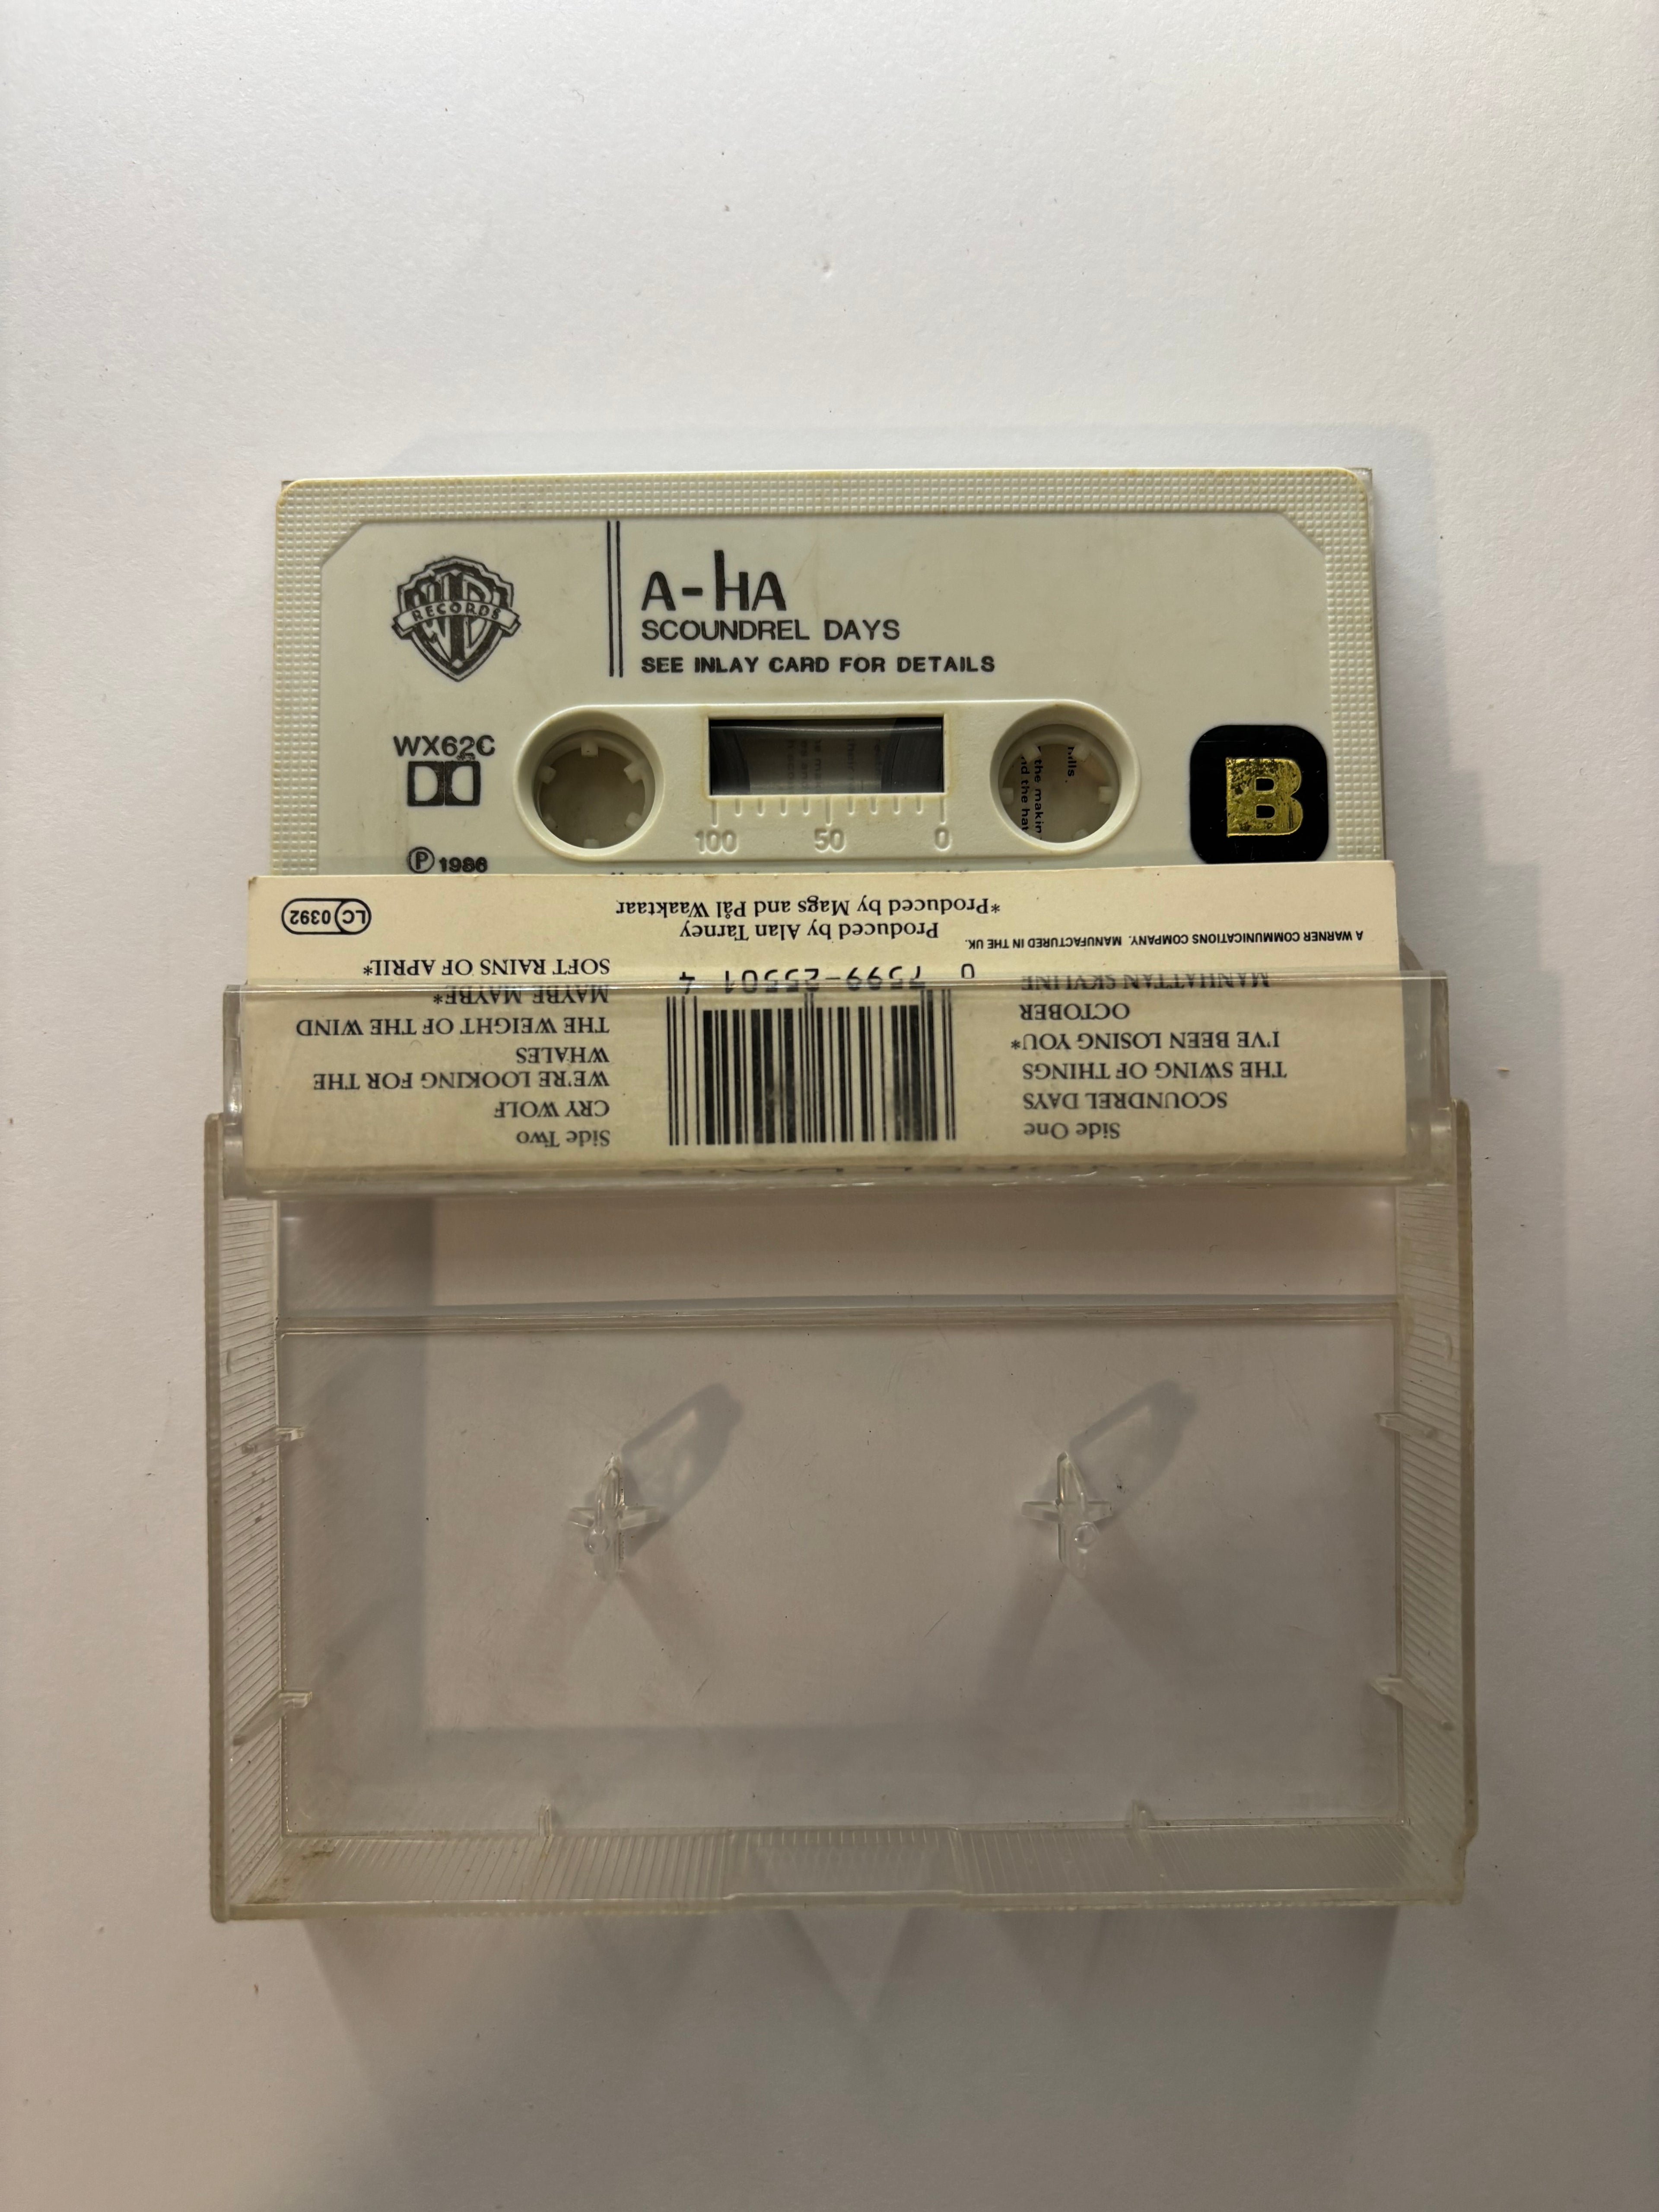 RECORDS
A-HA
SCOUNDREL DAYS
SEE INLAY CARD FOR DETAILS
WX62C
100 50 0
hills.
the makin
B
℗ 1986
Side One
SCOUNDREL DAYS
THE SWING OF THINGS
I'VE BEEN LOSING YOU*
OCTOBER
MANHATTAN SKYLINE
0 7599-25501 4
Side Two
CRY WOLF
WE'RE LOOKING FOR THE
WHALES
THE WEIGHT OF THE WIND
MAYBE MAYBE*
SOFT RAINS OF APRIL*
Produced by Alan Tarney
*Produced by Mags and Pål Waaktaar
A WARNER COMMUNICATIONS COMPANY. MANUFACTURED IN THE UK.
LC 0392